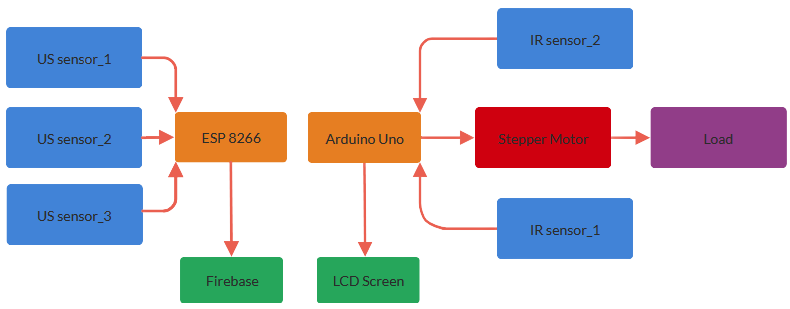 US sensor_1
US sensor_2
US sensor_3
ESP 8266
Firebase
Arduino Uno
LCD Screen
IR sensor_2
Stepper Motor
Load
IR sensor_1